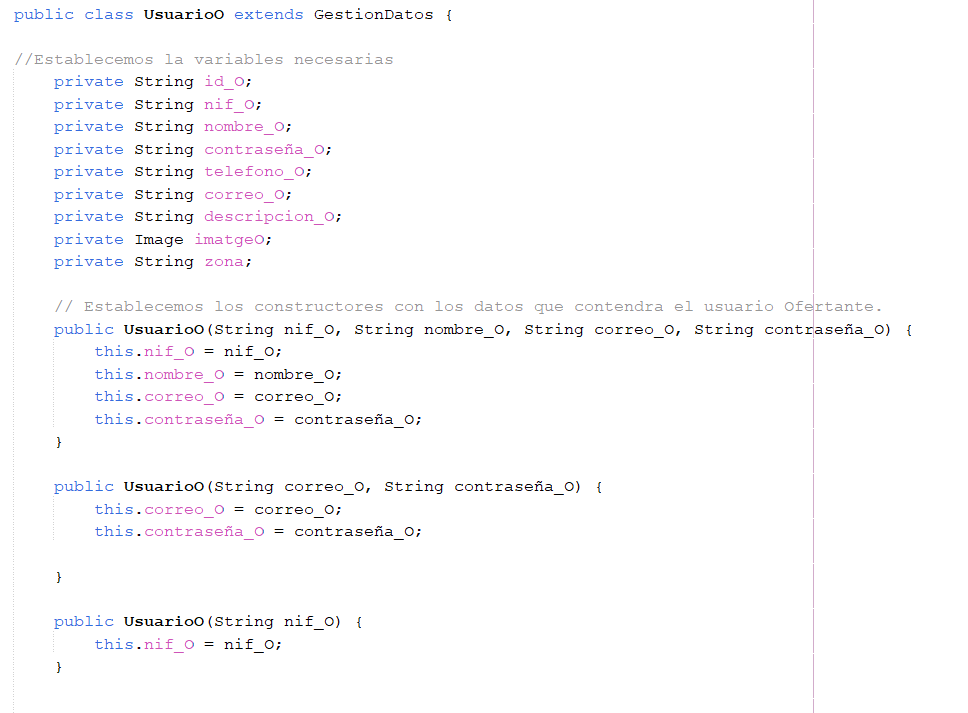 public class UsuarioO extends GestionDatos {
//Establecemos la variables necesarias
private String id_O;
private String nif_O;
private String nombre_O;
private String contraseña_O;
private String telefono_O;
private String correo_O;
private String descripcion_O;
private Image imatgeO;
private String zona;
// Establecemos los constructores con los datos que contendra el usuario Ofertante.
public UsuarioO(String nif_O, String nombre_O, String correo_O, String contraseña_O) {
this.nif_O = nif_O;
this.nombre_O = nombre_O;
this.correo_O = correo_O;
this.contraseña_O = contraseña_O;
}
public UsuarioO(String correo_O, String contraseña_O) {
this.correo_O = correo_O;
this.contraseña_O = contraseña_O;
}
public UsuarioO(String nif_O) {
this.nif_O = nif_O;
}